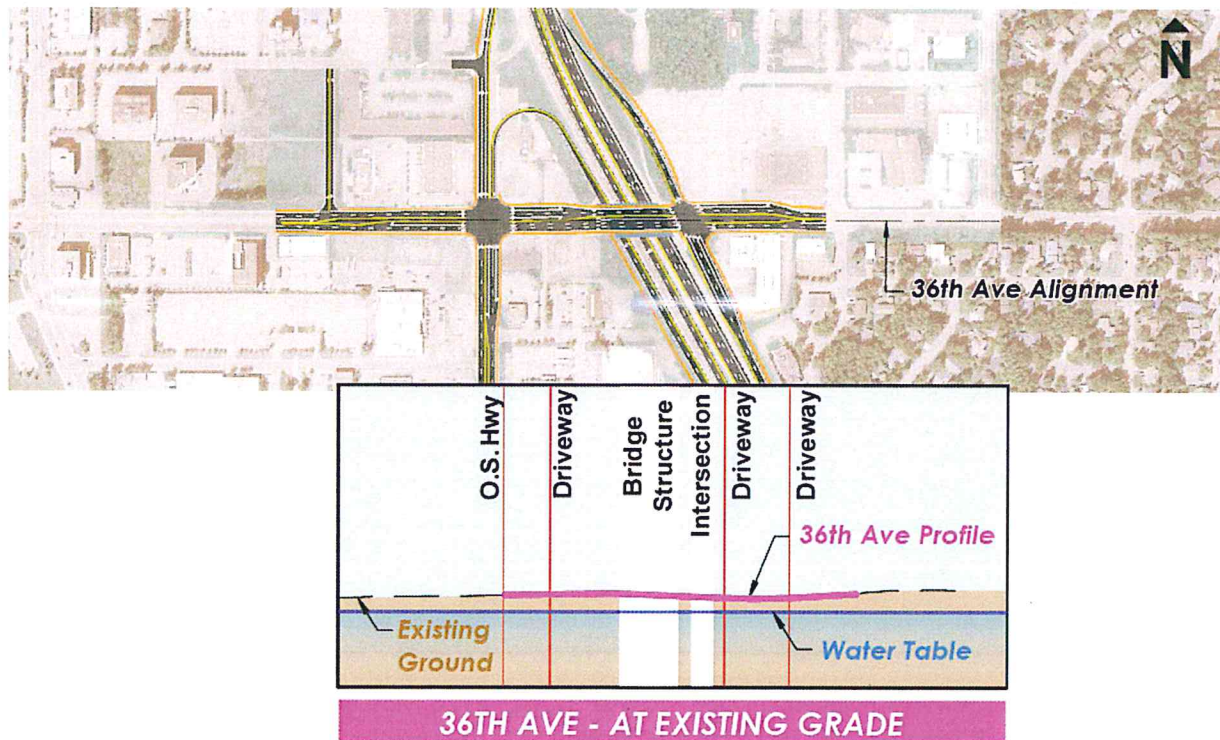 N
36th Ave Alignment
O.S. Hwy
Driveway
Bridge
Structure
Intersection
Driveway
Driveway
36th Ave Profile
Existing
Ground
Water Table
36TH AVE - AT EXISTING GRADE